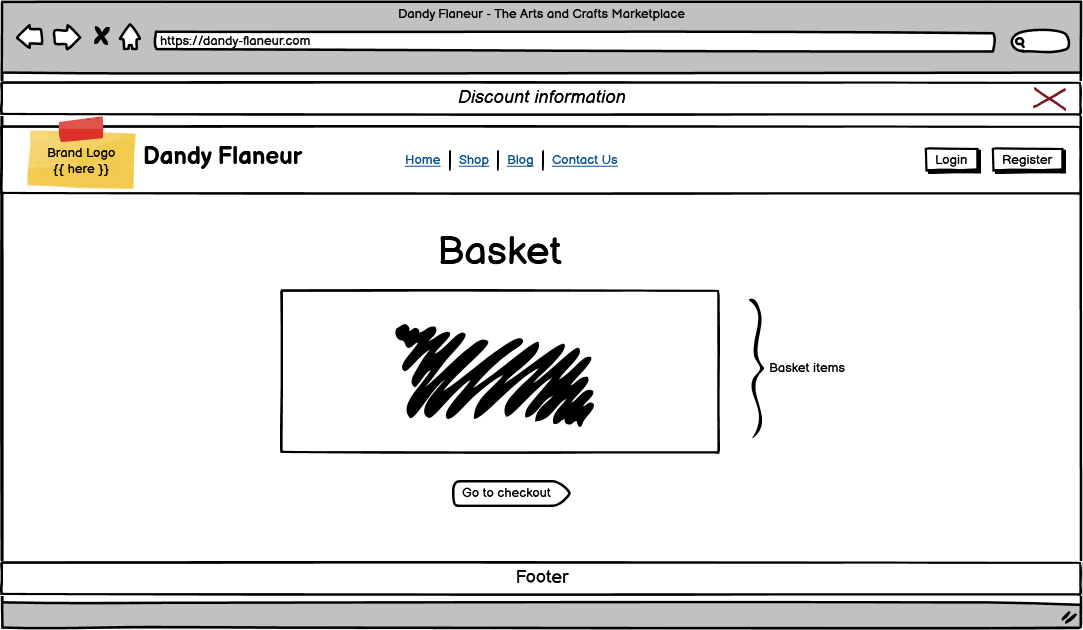 Dandy Flaneur - The Arts and Crafts Marketplace
https://dandy-flaneur.com
Discount information
Brand Logo
{{ here }}
Dandy Flaneur
Home | Shop | Blog | Contact Us
Login
Register
Basket
Basket items
Go to checkout
Footer